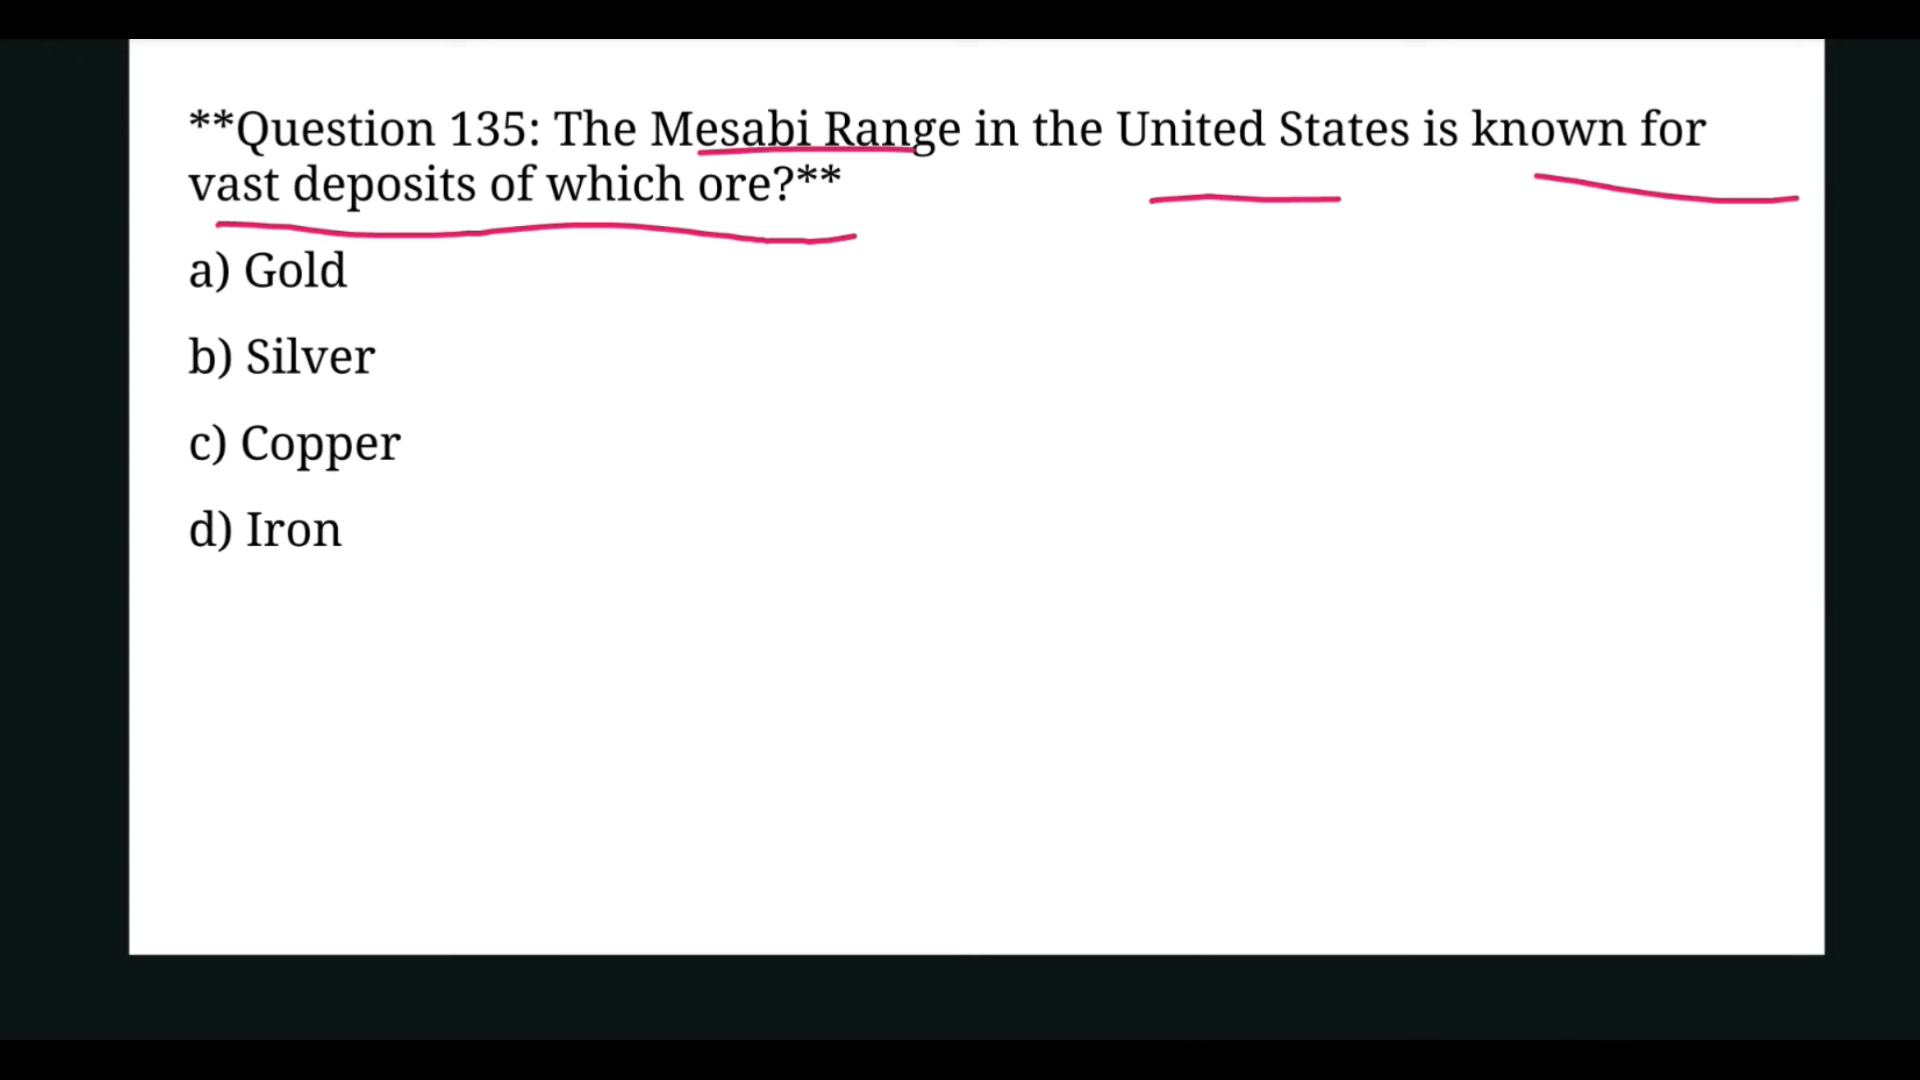 **Question 135: The Mesabi Range in the United States is known for
vast deposits of which ore?**
a) Gold
b) Silver
c) Copper
d) Iron